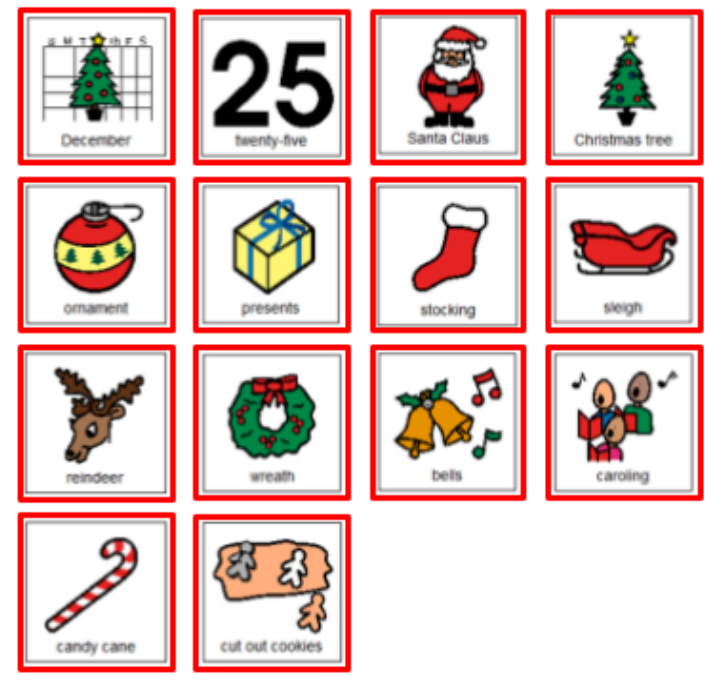 S M T T F S
December
25
twenty-five
Santa Claus
Christmas tree
ornament
presents
stocking
sleigh
reindeer
wreath
bells
caroling
candy cane
cut out cookies